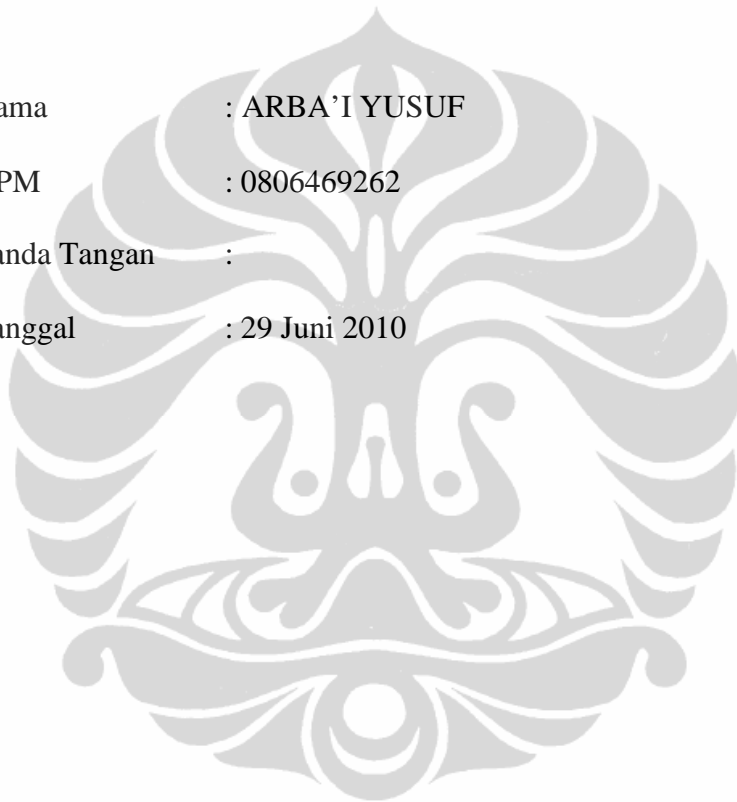 ama : ARBA’I YUSUF
PM : 0806469262
anda Tangan :
anggal : 29 Juni 2010